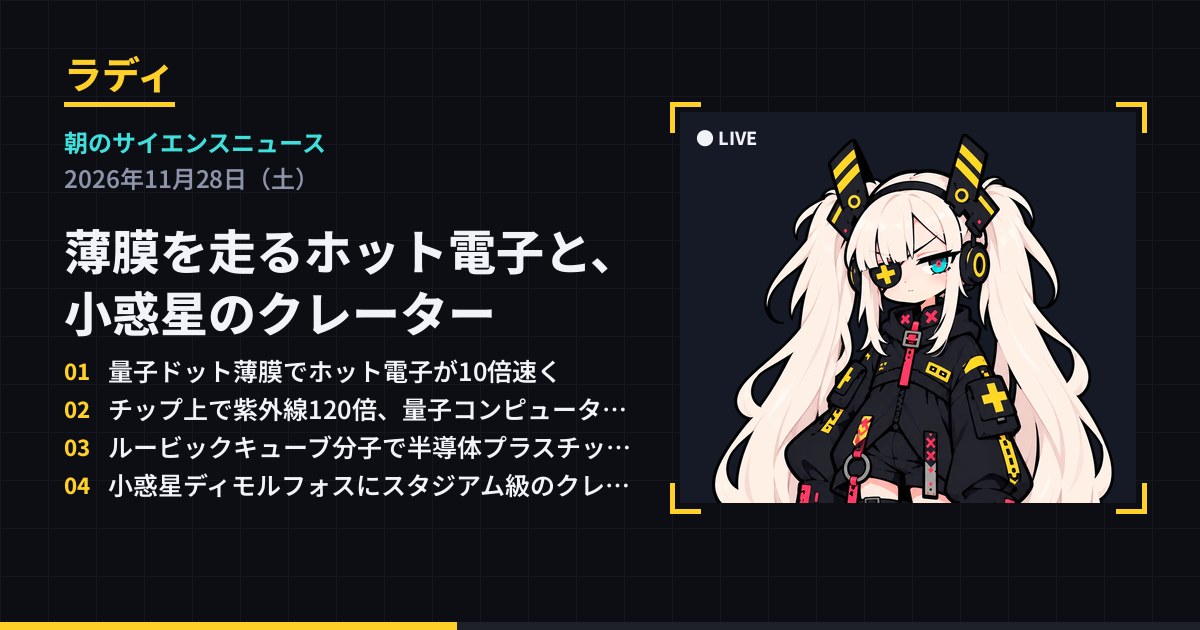 ラディ
朝のサイエンスニュース
2026年11月28日（土）
薄膜を走るホット電子と、
小惑星のクレーター
01 量子ドット薄膜でホット電子が10倍速く
02 チップ上で紫外線120倍、量子コンピュータ…
03 ルービックキューブ分子で半導体プラスチッ…
04 小惑星ディモルフォスにスタジアム級のクレ…
LIVE